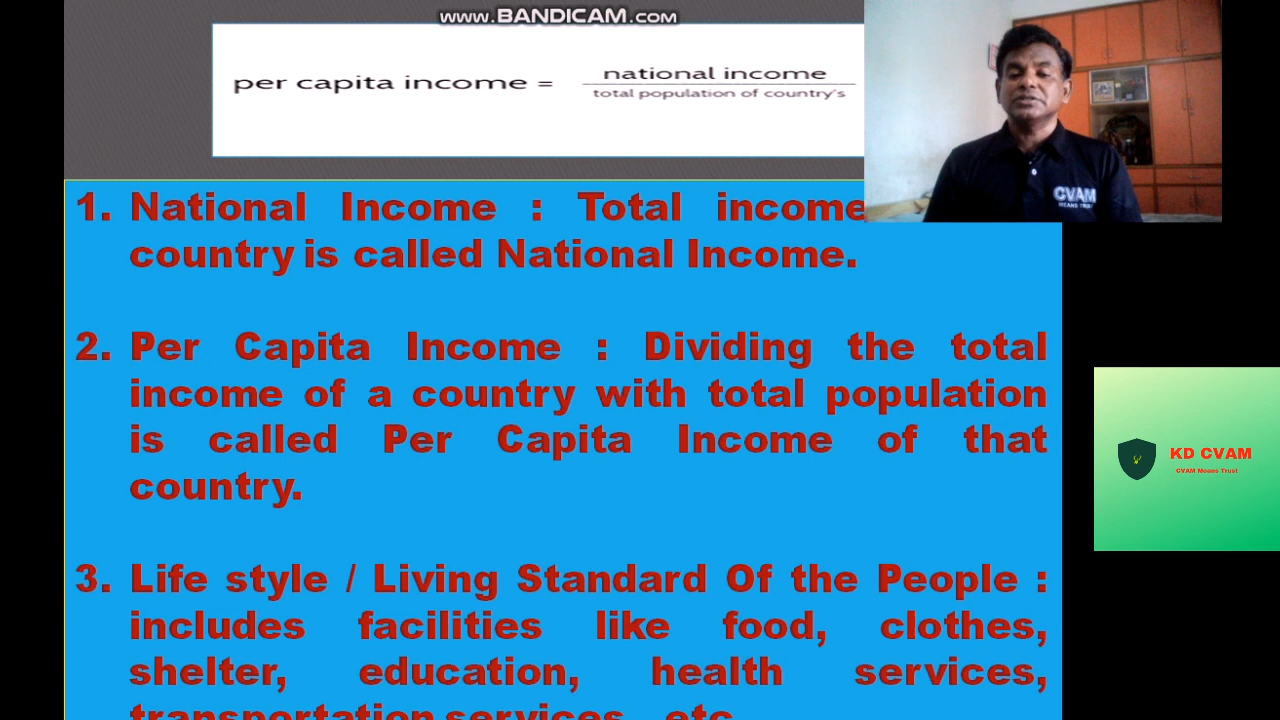 www.BANDICAM.com
per capita income =
national income
total population of country's
CVAM
MEANS TRUST
1. National Income : Total income
country is called National Income.
2. Per Capita Income : Dividing the total
income of a country with total population
is called Per Capita Income of that
country.
3. Life style / Living Standard Of the People :
includes facilities like food, clothes,
shelter, education, health services,
transportation services etc
KD CVAM
CVAM Means Trust